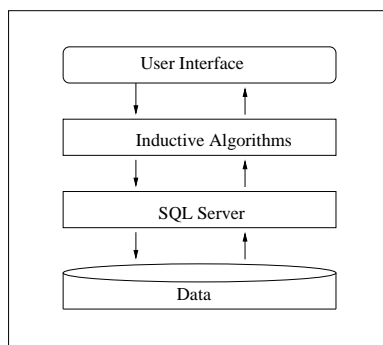 User Interface
Inductive Algorithms
SQL Server
Data